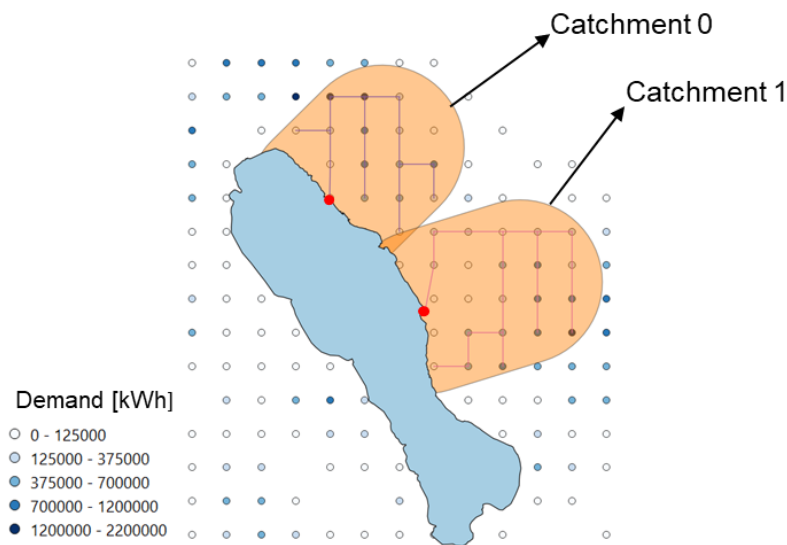 Catchment 0
Catchment 1
Demand [kWh]
0 - 125000
125000 - 375000
375000 - 700000
700000 - 1200000
1200000 - 2200000